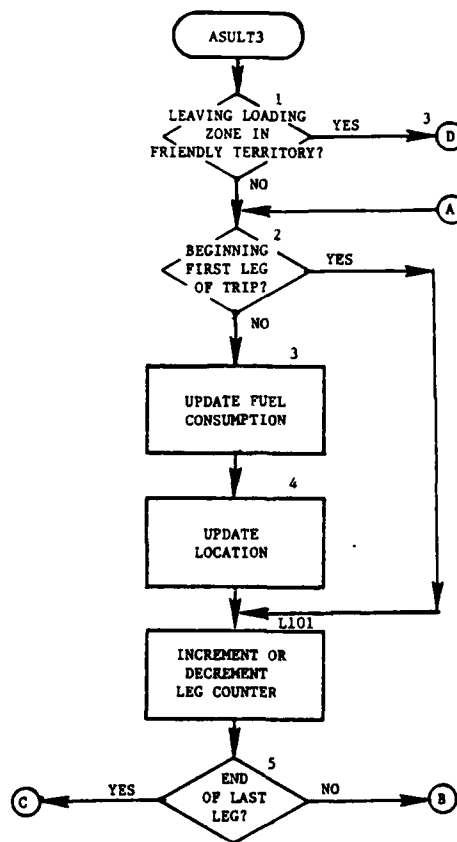 ASULT3
1
LEAVING LOADING
ZONE IN
FRIENDLY TERRITORY?
YES
3
D
NO
A
2
BEGINNING
FIRST LEG
OF TRIP?
YES
NO
3
UPDATE FUEL
CONSUMPTION
4
UPDATE
LOCATION
L101
INCREMENT OR
DECREMENT
LEG COUNTER
5
END
OF LAST
LEG?
YES
C
NO
B